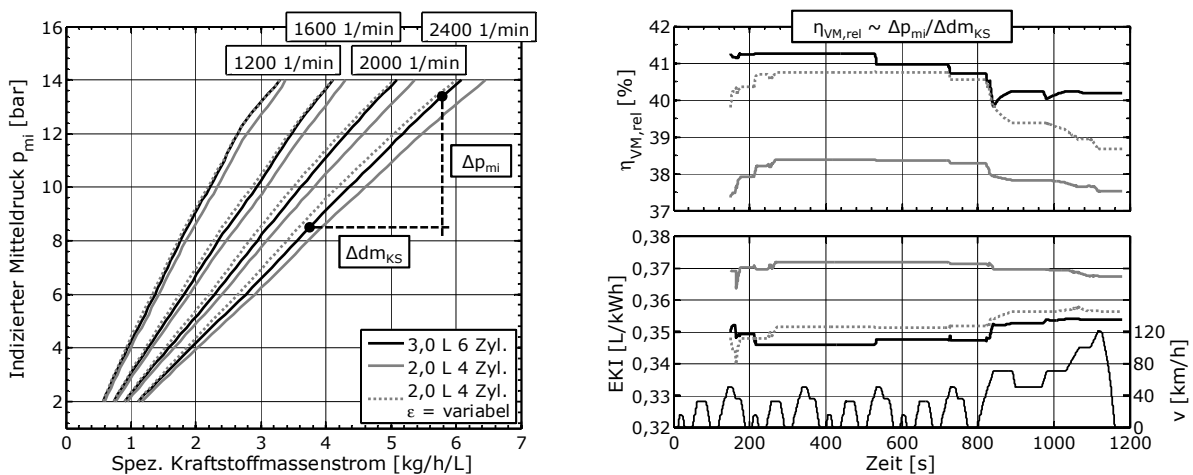 1600 1/min
2400 1/min
1200 1/min
2000 1/min
Indizierter Mitteldruck p_mi [bar]
16
14
12
10
8
6
4
2
Δp_mi
Δdm_KS
3,0 L 6 Zyl.
2,0 L 4 Zyl.
2,0 L 4 Zyl.
ε = variabel
0 1 2 3 4 5 6 7
Spez. Kraftstoffmassenstrom [kg/h/L]
η_VM,rel ~ Δp_mi/Δdm_KS
η_VM,rel [%]
42
41
40
39
38
37
EKI [L/kWh]
0,38
0,37
0,36
0,35
0,34
0,33
0,32
120
80
40
0
v [km/h]
0 200 400 600 800 1000 1200
Zeit [s]